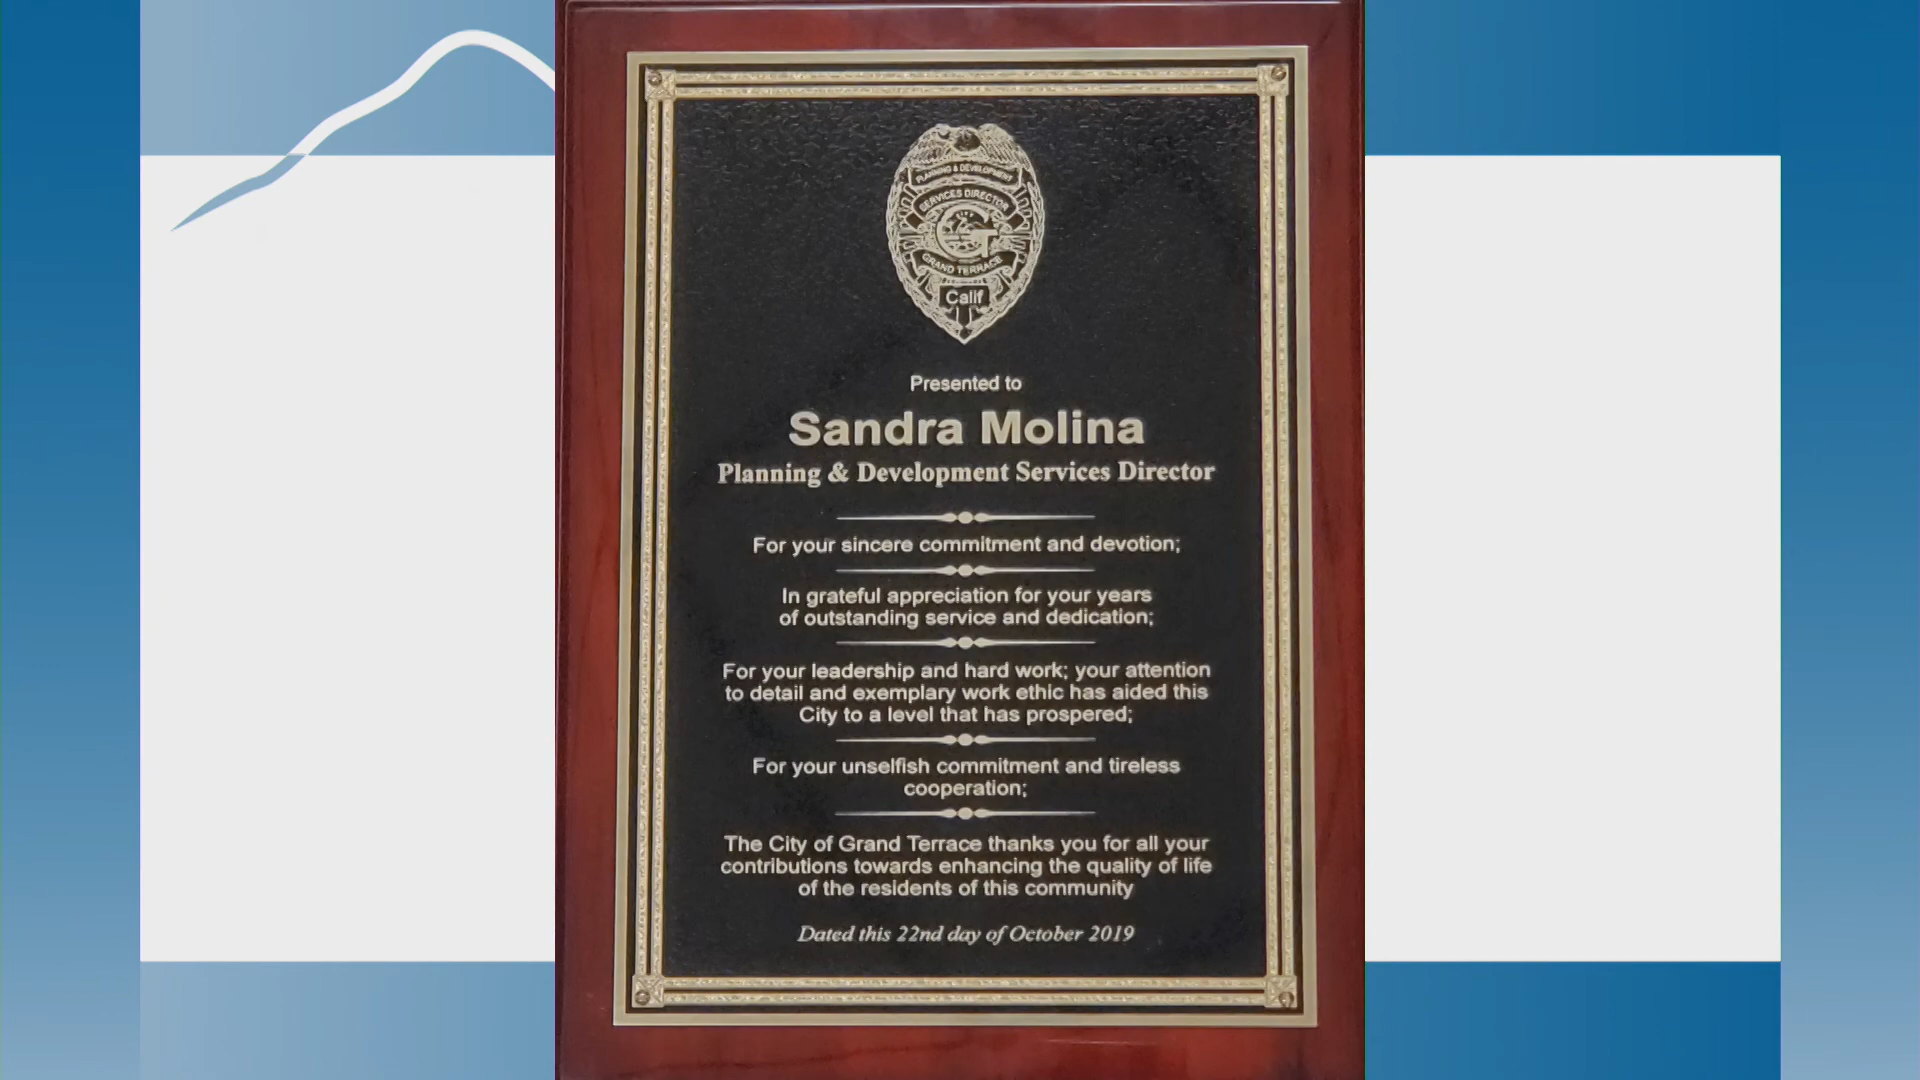 PLANNING & DEVELOPMENT
SERVICES DIRECTOR
GRAND TERRACE
Calif
Presented to
Sandra Molina
Planning & Development Services Director
For your sincere commitment and devotion;
In grateful appreciation for your years
of outstanding service and dedication;
For your leadership and hard work; your attention
to detail and exemplary work ethic has aided this
City to a level that has prospered;
For your unselfish commitment and tireless
cooperation;
The City of Grand Terrace thanks you for all your
contributions towards enhancing the quality of life
of the residents of this community
Dated this 22nd day of October 2019